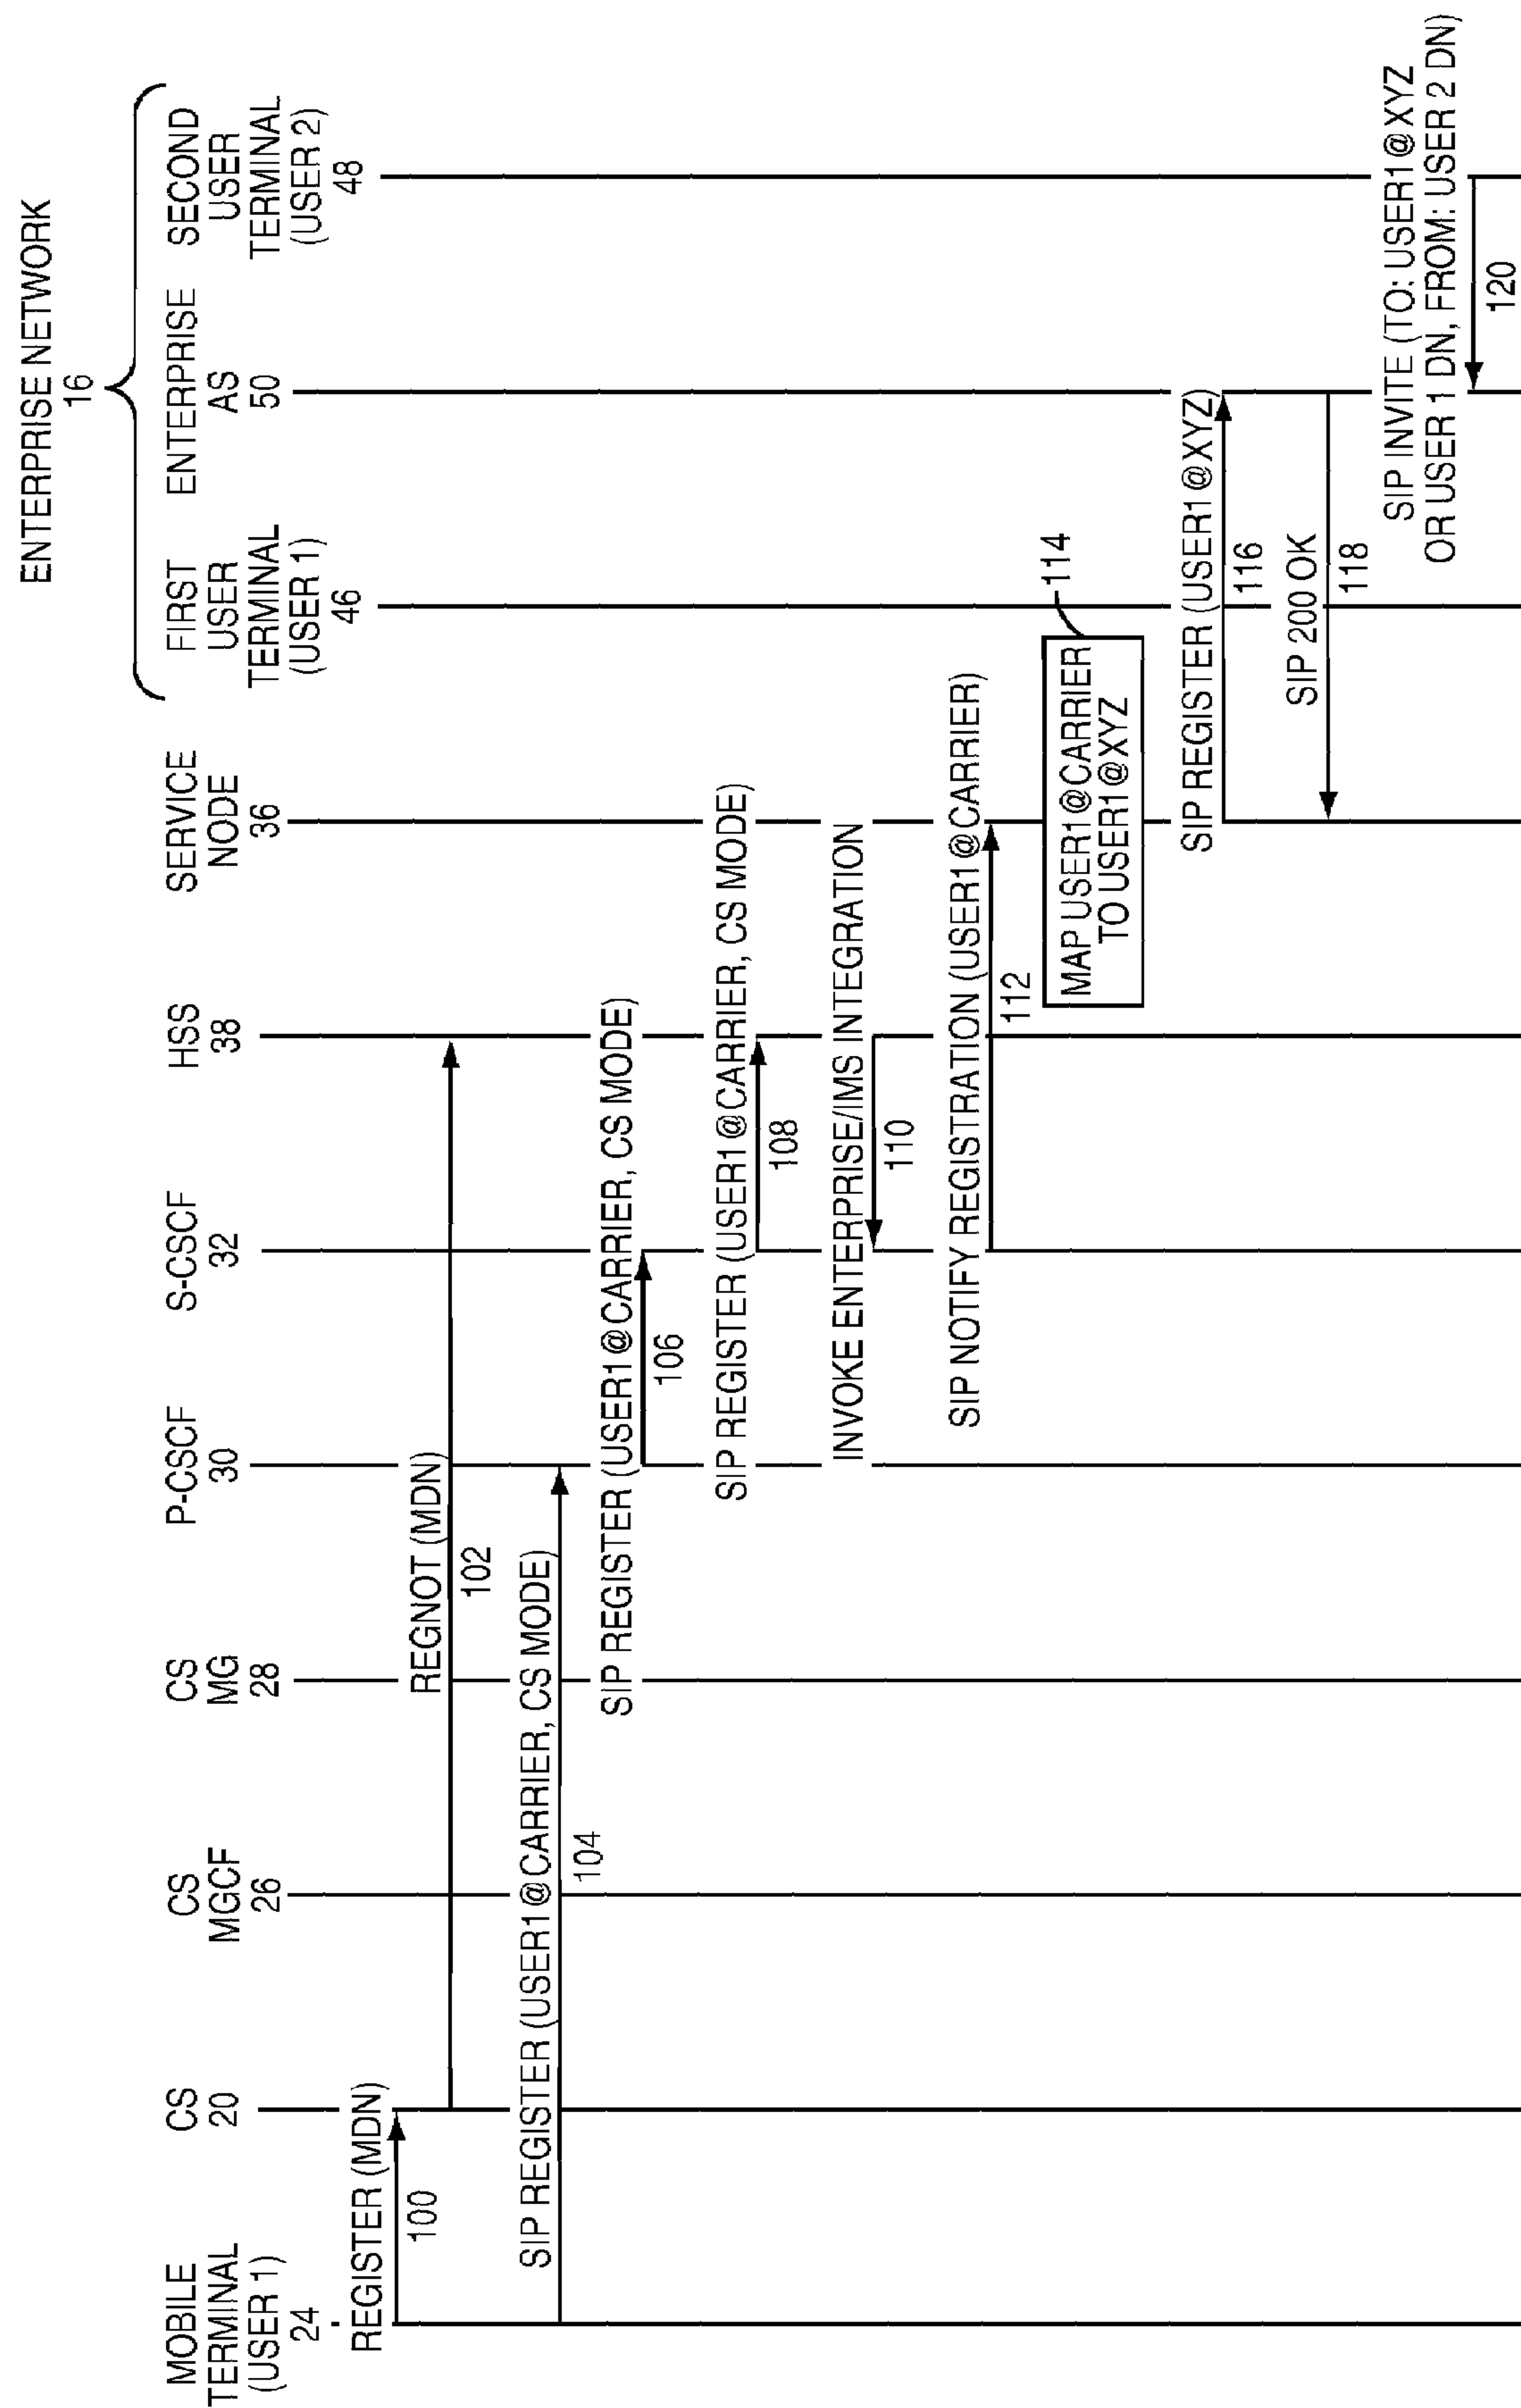 ENTERPRISE NETWORK
16
MOBILE
TERMINAL
(USER 1)
24
CS
20
CS
MGCF
26
CS
MG
28
P-CSCF
30
S-CSCF
32
HSS
38
SERVICE
NODE
36
FIRST
USER
TERMINAL
(USER 1)
46
ENTERPRISE
AS
50
SECOND
USER
TERMINAL
(USER 2)
48
REGISTER (MDN)
100
REGNOT (MDN)
102
SIP REGISTER (USER1@CARRIER, CS MODE)
104
SIP REGISTER (USER1@CARRIER, CS MODE)
106
SIP REGISTER (USER1@CARRIER, CS MODE)
108
INVOKE ENTERPRISE/IMS INTEGRATION
110
SIP NOTIFY REGISTRATION (USER1@CARRIER)
112
MAP USER1@CARRIER
TO USER1@XYZ
114
SIP REGISTER (USER1@XYZ)
116
SIP 200 OK
118
SIP INVITE (TO: USER1@XYZ
OR USER 1 DN, FROM: USER 2 DN)
120